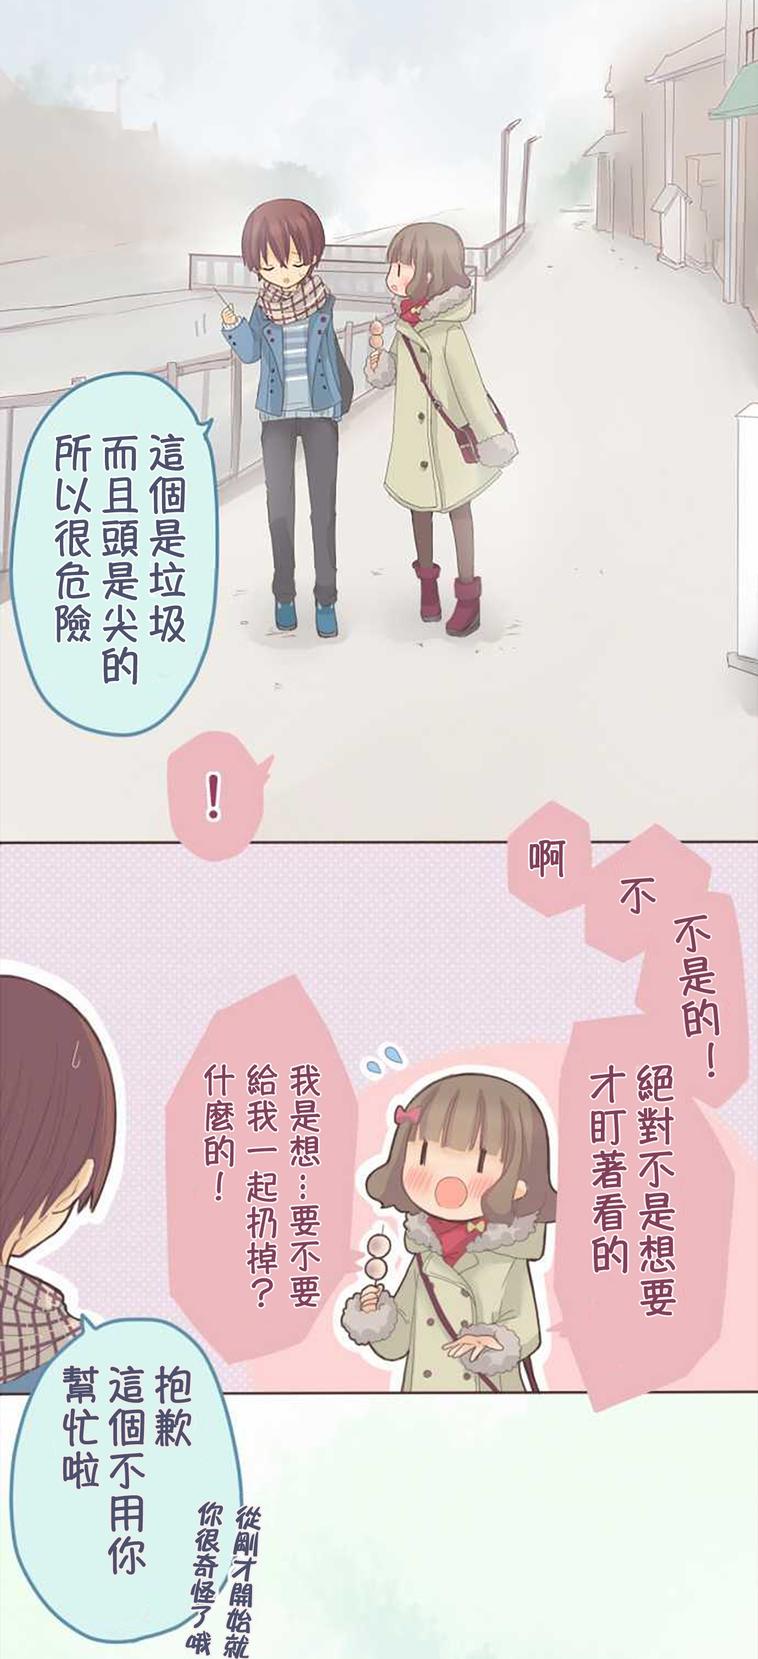 這個是垃圾
而且頭是尖的
所以很危險
！
啊
不
不是的！
絕對不是想要
才盯著看的
我是想…要不要
給我一起扔掉？
什麼的！
抱歉
這個不用你
幫忙啦
從剛才開始就
你很奇怪了哦